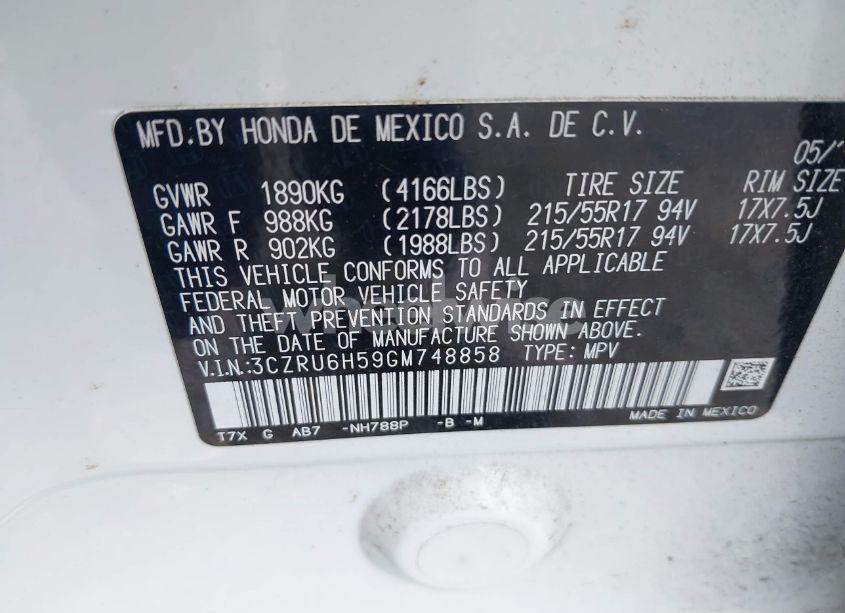 MFD.BY HONDA DE MEXICO S.A. DE C.V.
05/
GVWR 1890KG (4166LBS) TIRE SIZE RIM SIZE
GAWR F 988KG (2178LBS) 215/55R17 94V 17X7.5J
GAWR R 902KG (1988LBS) 215/55R17 94V 17X7.5J
THIS VEHICLE CONFORMS TO ALL APPLICABLE
FEDERAL MOTOR VEHICLE SAFETY
AND THEFT PREVENTION STANDARDS IN EFFECT
ON THE DATE OF MANUFACTURE SHOWN ABOVE.
V.I.N.:3CZRU6H59GM748858 TYPE: MPV
T7X G AB7 -NH788P -B -M
MADE IN MEXICO